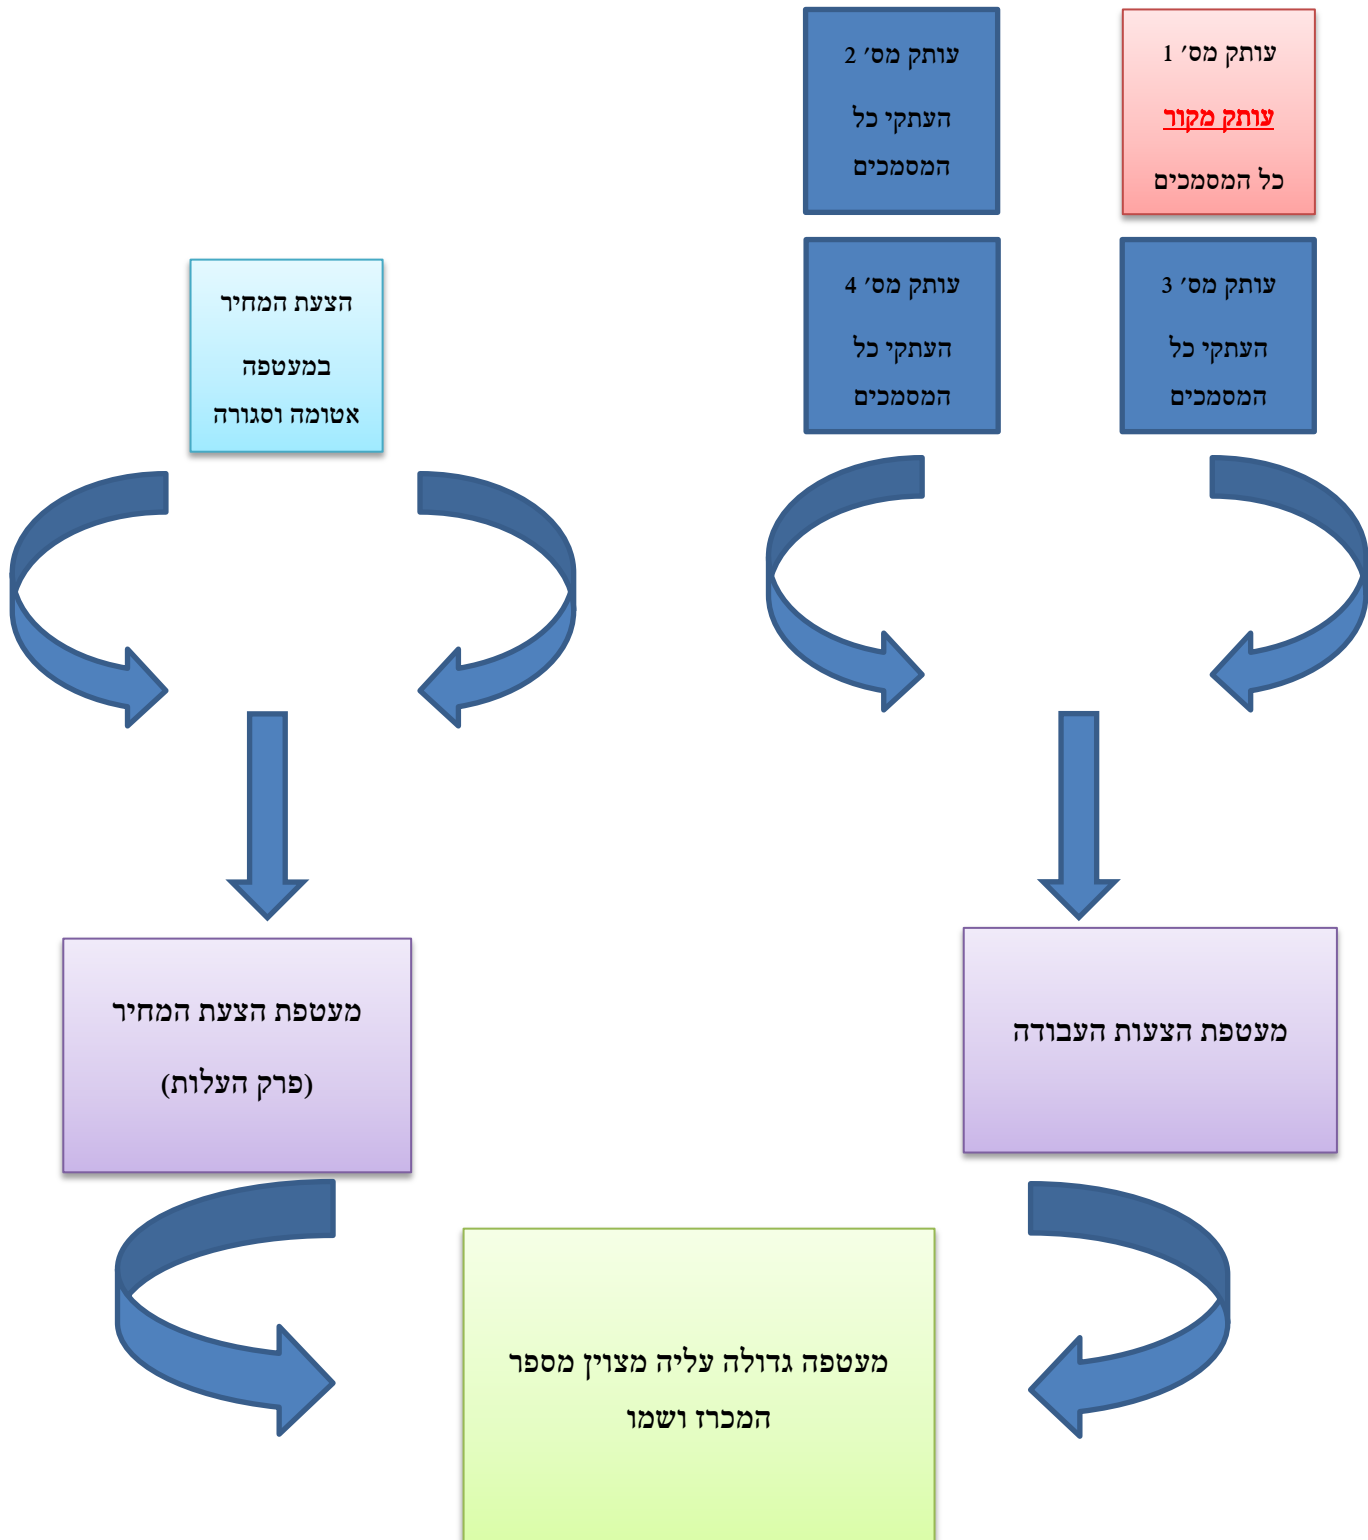 עותק מס׳ 1
עותק מקור
כל המסמכים
עותק מס׳ 2
העתקי כל
המסמכים
עותק מס׳ 3
העתקי כל
המסמכים
עותק מס׳ 4
העתקי כל
המסמכים
הצעת המחיר
במעטפה
אטומה וסגורה
מעטפת הצעות העבודה
מעטפת הצעת המחיר
(פרק העלות)
מעטפה גדולה עליה מצוין מספר
המכרז ושמו